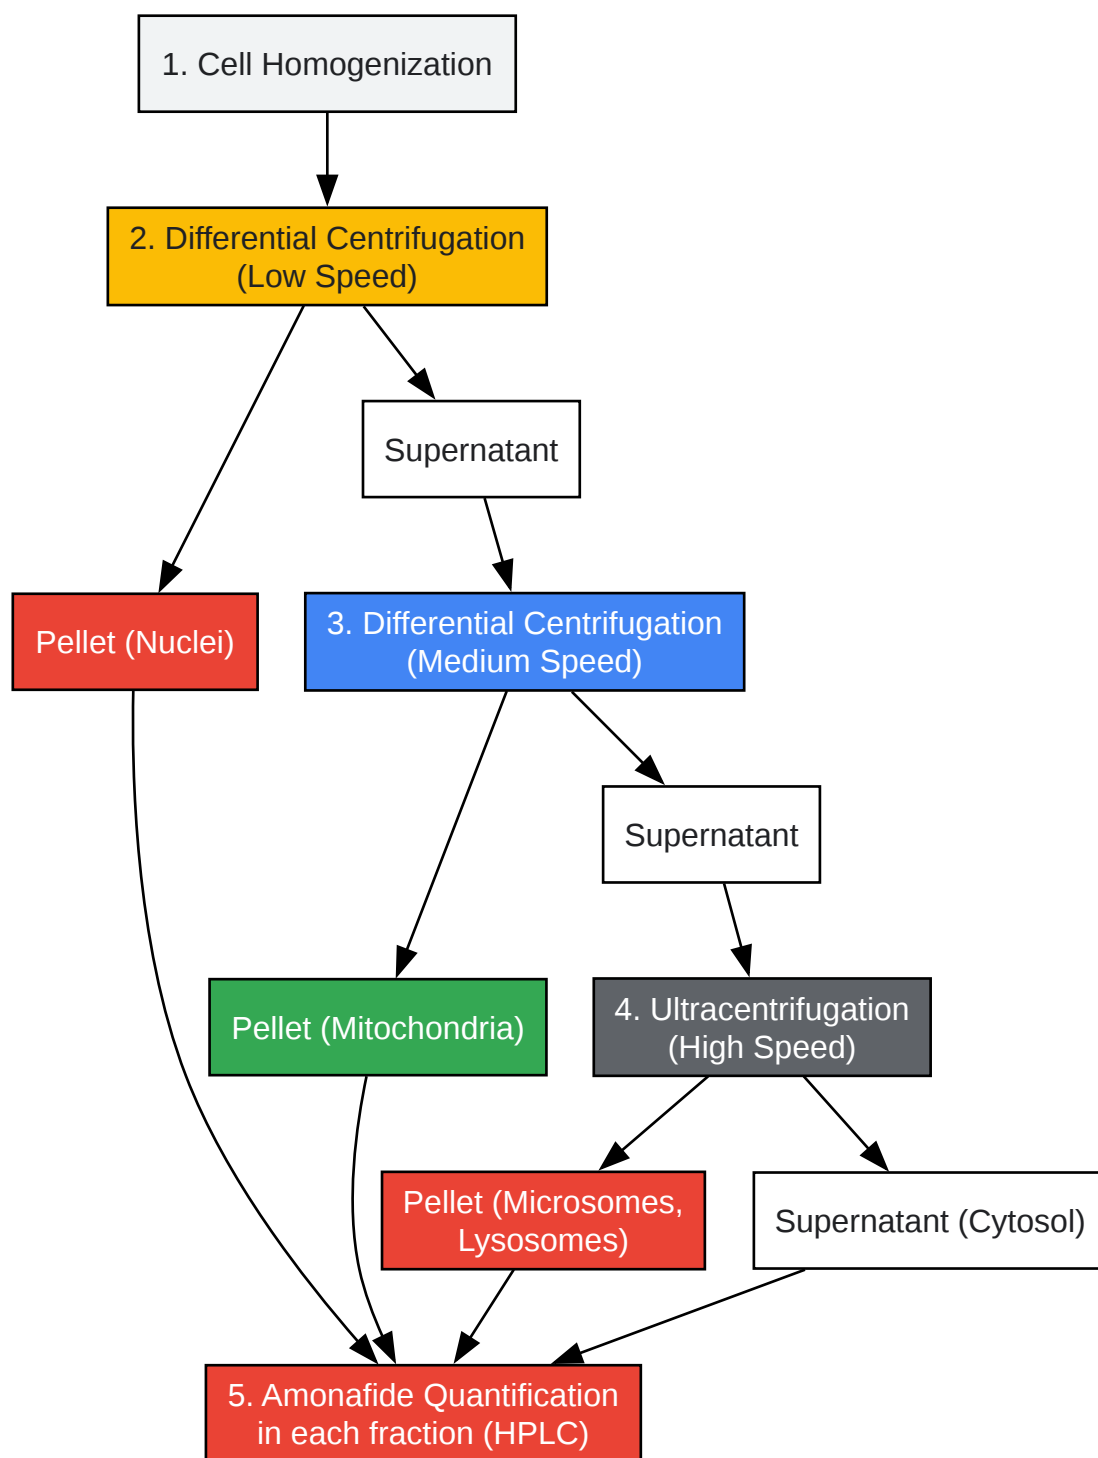 1. Cell Homogenization
2. Differential Centrifugation
(Low Speed)
Supernatant
Pellet (Nuclei)
3. Differential Centrifugation
(Medium Speed)
Supernatant
Pellet (Mitochondria)
4. Ultracentrifugation
(High Speed)
Pellet (Microsomes,
Lysosomes)
Supernatant (Cytosol)
5. Amonafide Quantification
in each fraction (HPLC)